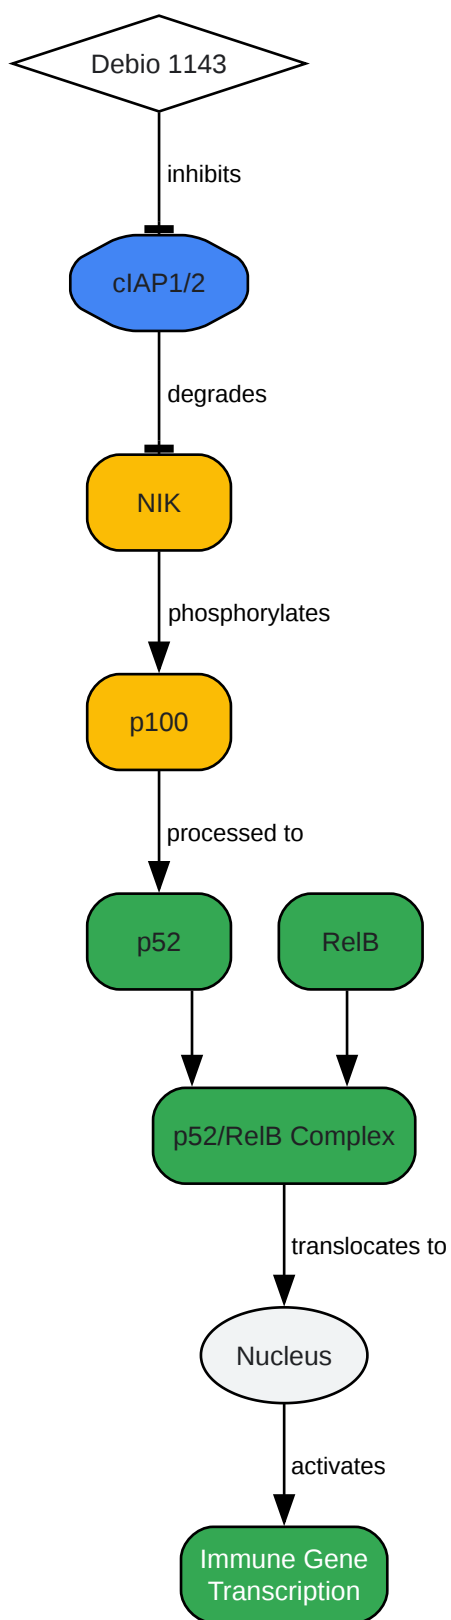 Debio 1143
inhibits
cIAP1/2
degrades
NIK
phosphorylates
p100
processed to
p52
RelB
p52/RelB Complex
translocates to
Nucleus
activates
Immune Gene
Transcription